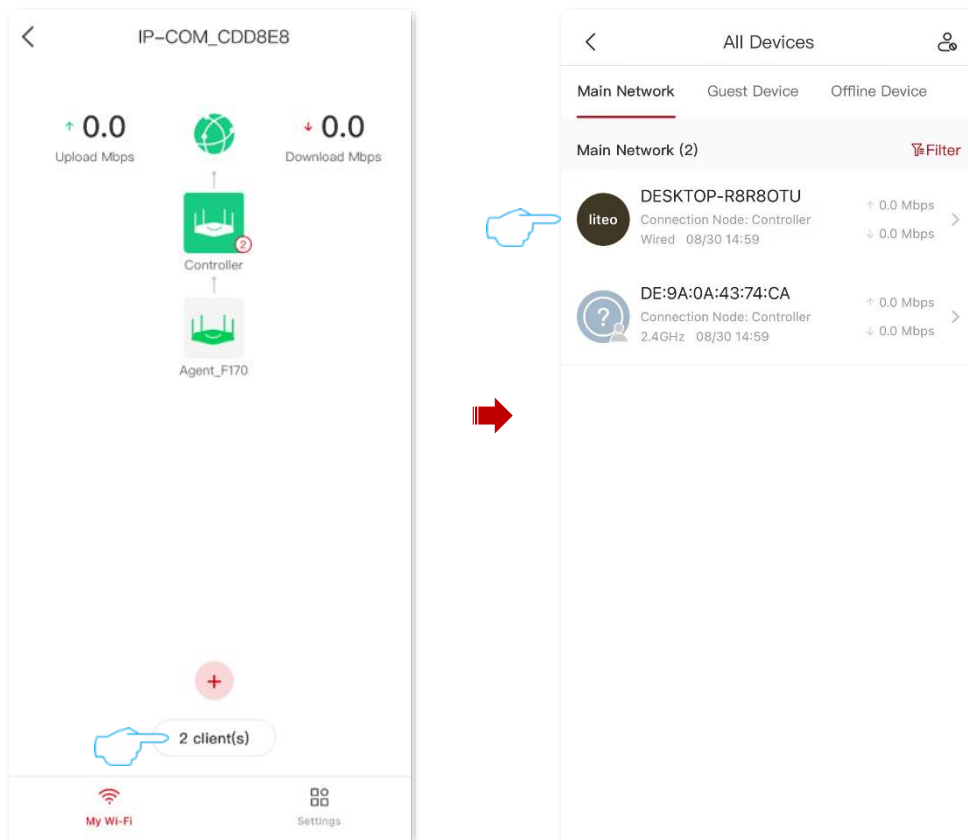 IP-COM_CDD8E8
↑ 0.0
Upload Mbps
↓ 0.0
Download Mbps
2
Controller
Agent_F170
+
2 client(s)
My Wi-Fi
Settings
All Devices
Main Network Guest Device Offline Device
Main Network (2) Filter
liteo
DESKTOP-R8R8OTU
Connection Node: Controller
Wired 08/30 14:59
↑ 0.0 Mbps
↓ 0.0 Mbps
?
DE:9A:0A:43:74:CA
Connection Node: Controller
2.4GHz 08/30 14:59
↑ 0.0 Mbps
↓ 0.0 Mbps